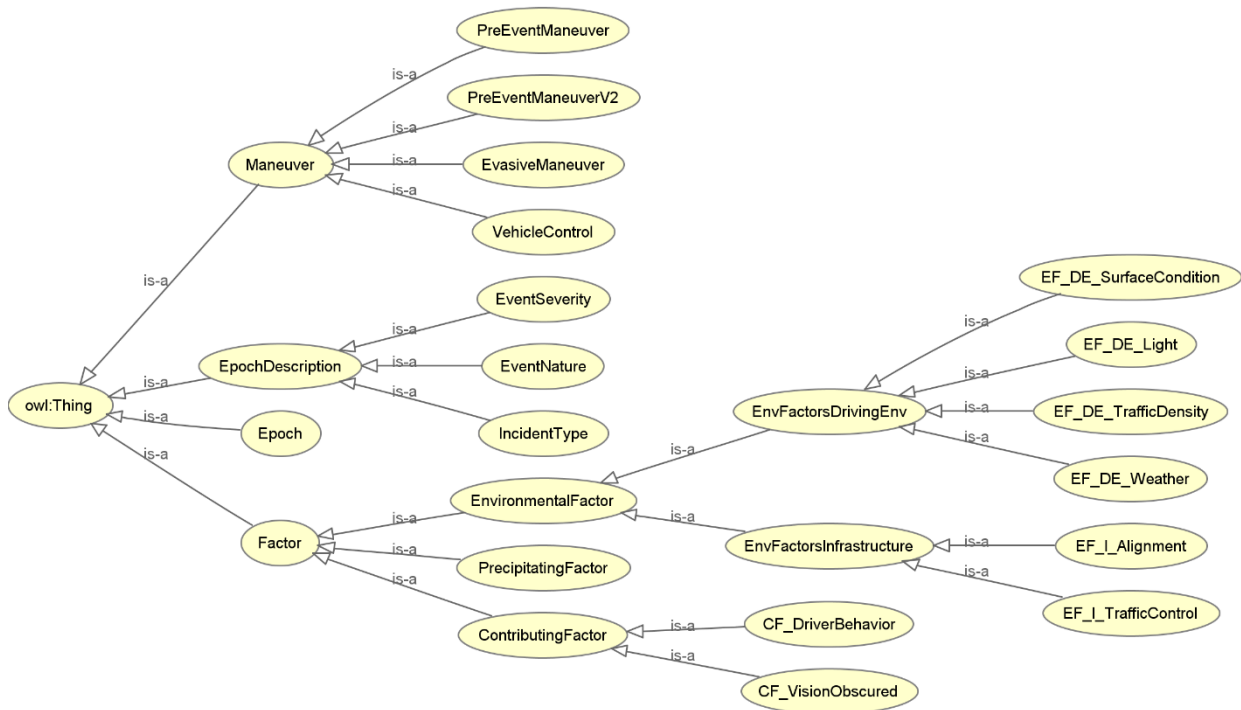 PreEventManeuver
is-a
PreEventManeuverV2
is-a
Maneuver
is-a
EvasiveManeuver
is-a
VehicleControl
is-a
EF_DE_SurfaceCondition
EventSeverity
is-a
is-a
EF_DE_Light
EpochDescription
is-a
EventNature
is-a
is-a
owl:Thing
is-a
EnvFactorsDrivingEnv
is-a
EF_DE_TrafficDensity
is-a
Epoch
is-a
IncidentType
is-a
is-a
EF_DE_Weather
is-a
EnvironmentalFactor
Factor
is-a
is-a
EnvFactorsInfrastructure
is-a
EF_I_Alignment
is-a
PrecipitatingFactor
is-a
is-a
EF_I_TrafficControl
ContributingFactor
is-a
CF_DriverBehavior
is-a
CF_VisionObscured